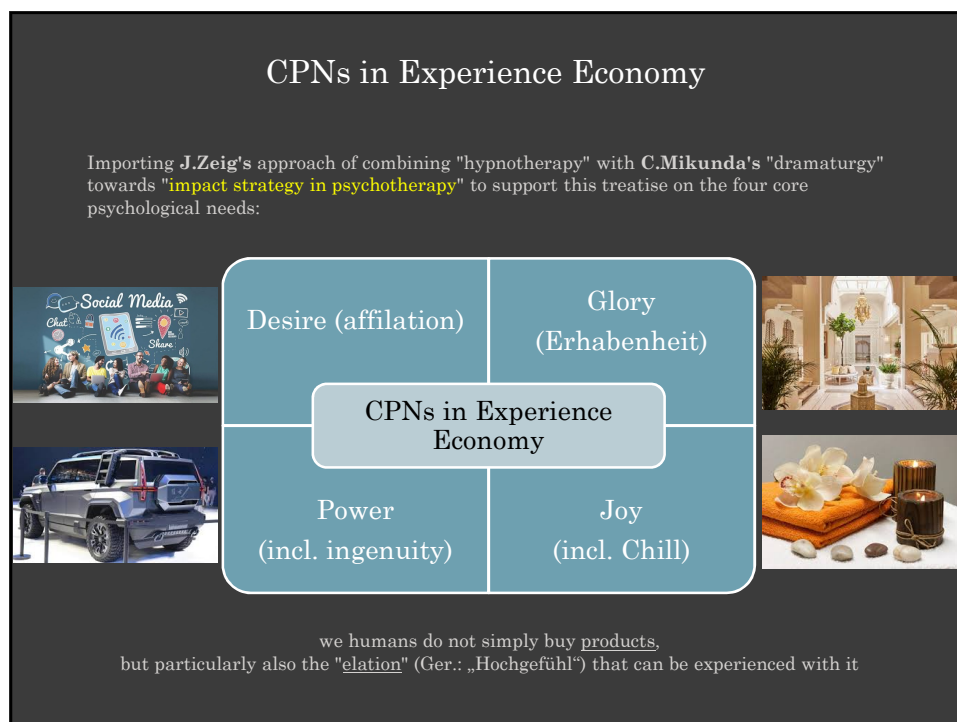 CPNs in Experience Economy
Importing J.Zeig's approach of combining "hypnotherapy" with C.Mikunda's "dramaturgy"
towards "impact strategy in psychotherapy" to support this treatise on the four core
psychological needs:
Social Media
Chat
Share
Desire (affilation)
Glory
(Erhabenheit)
CPNs in Experience
Economy
Power
(incl. ingenuity)
Joy
(incl. Chill)
we humans do not simply buy products,
but particularly also the "elation" (Ger.: „Hochgefühl“) that can be experienced with it